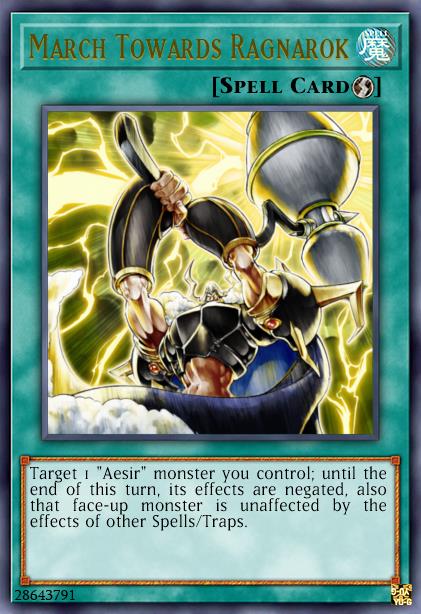 March Towards Ragnarok
SPELL
魔
[Spell Card]
Target 1 "Aesir" monster you control; until the
end of this turn, its effects are negated, also
that face-up monster is unaffected by the
effects of other Spells/Traps.
28643791